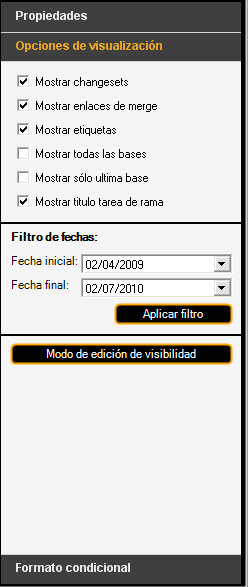 Propiedades
Opciones de visualización
Mostrar changesets
Mostrar enlaces de merge
Mostrar etiquetas
Mostrar todas las bases
Mostrar sólo ultima base
Mostrar titulo tarea de rama
Filtro de fechas:
Fecha inicial: 02/04/2009
Fecha final: 02/07/2010
Aplicar filtro
Modo de edición de visibilidad
Formato condicional